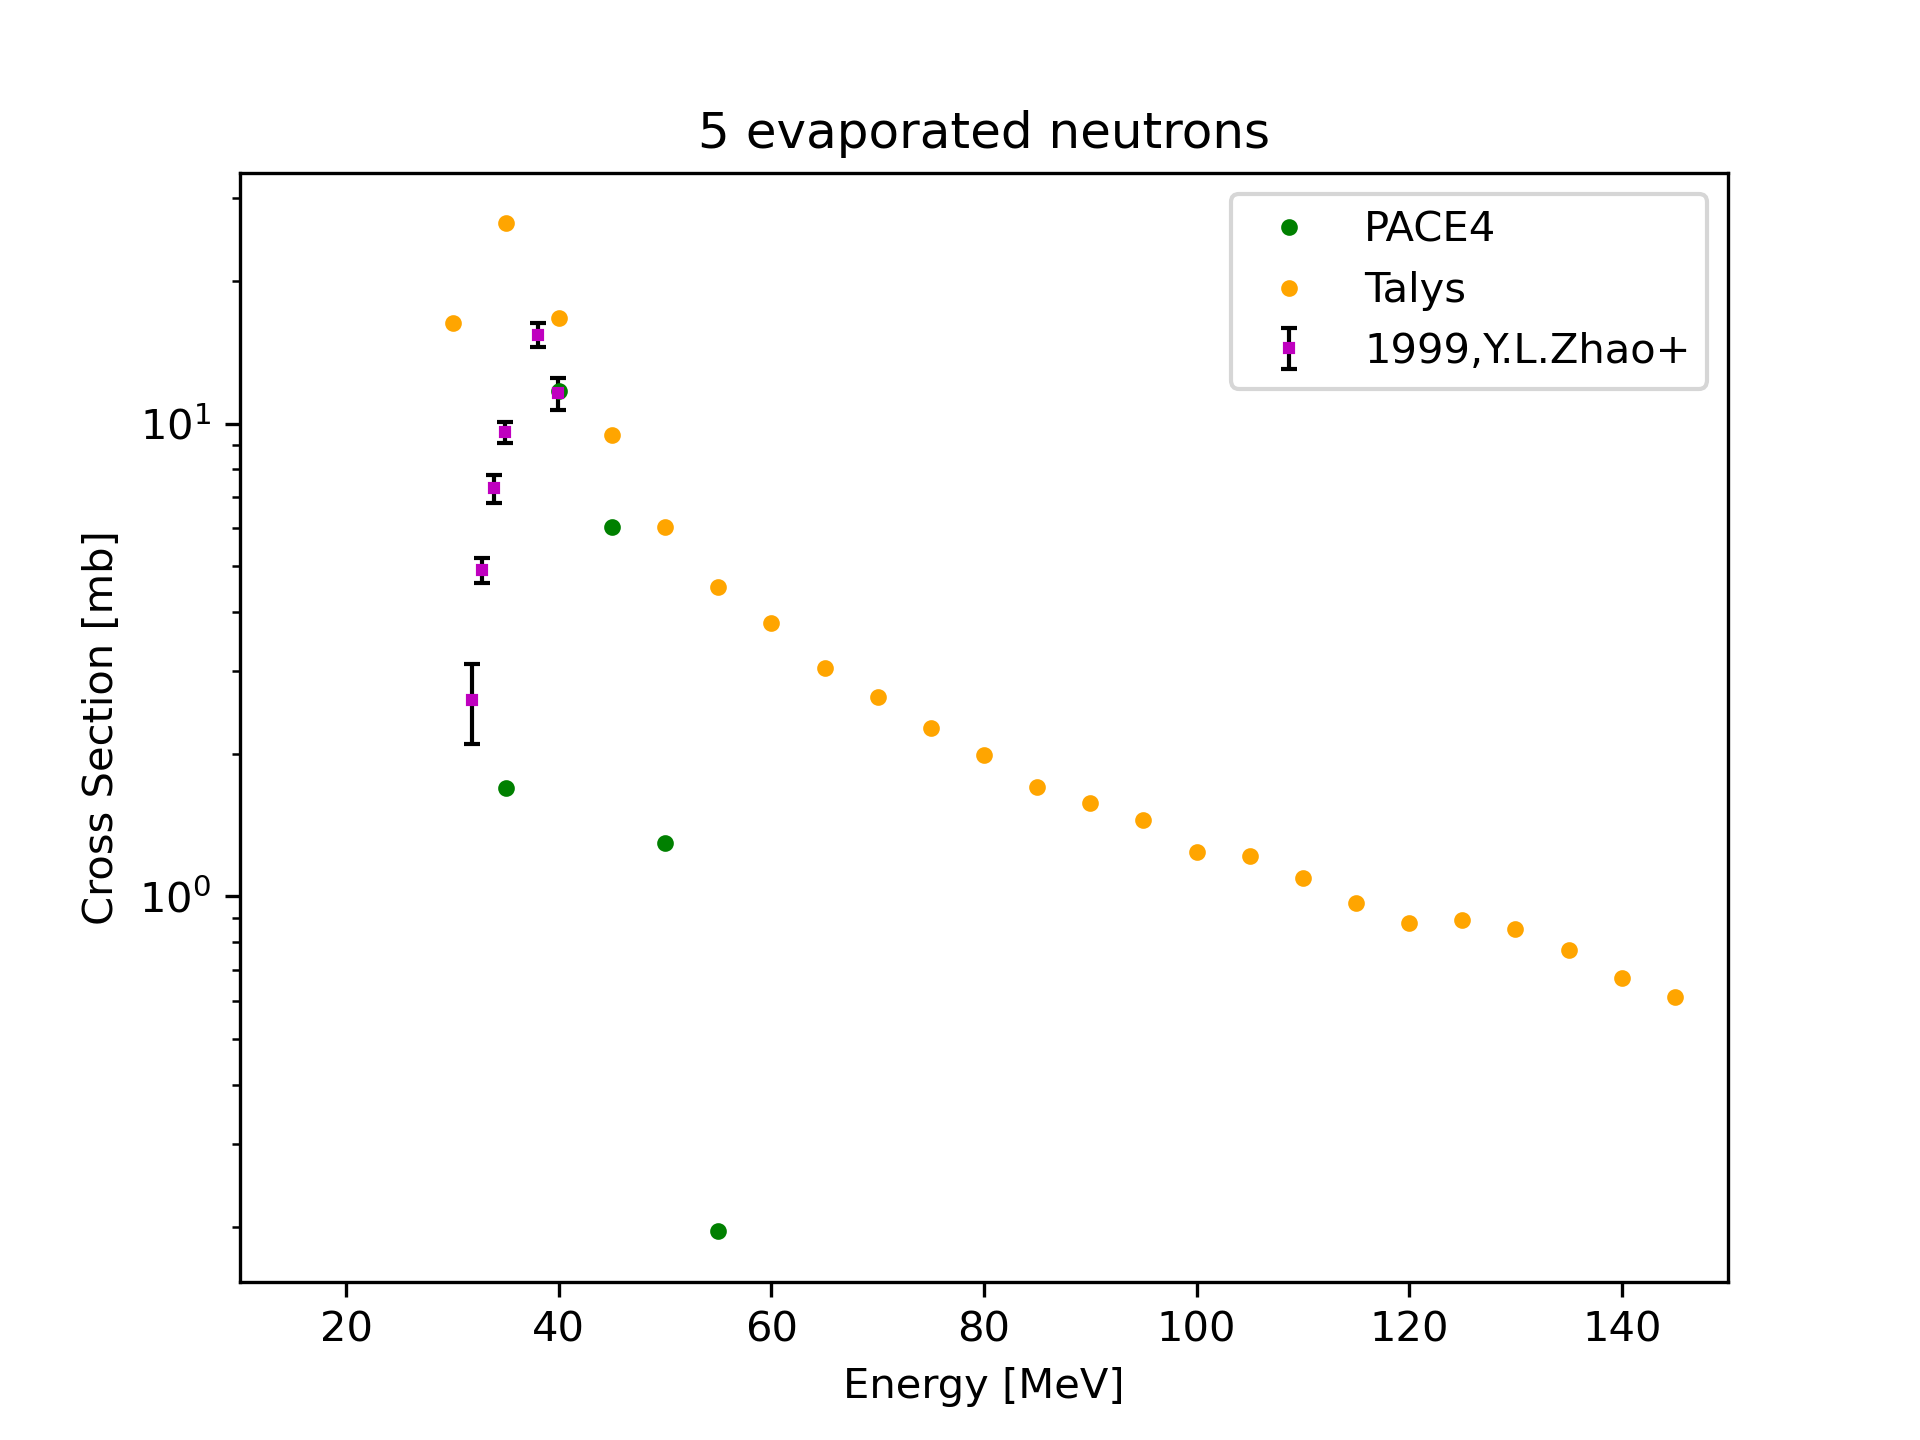 5 evaporated neutrons
PACE4
Talys
1999,Y.L.Zhao+
Cross Section [mb]
10¹
10⁰
20 40 60 80 100 120 140
Energy [MeV]